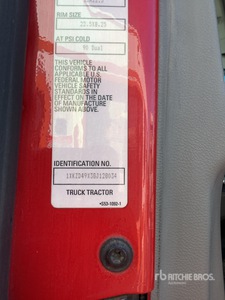 RIM SIZE
22.5X8.25
AT PSI COLD
THIS VEHICLE
CONFORMS TO ALL
APPLICABLE U.S.
FEDERAL MOTOR
VEHICLE SAFETY
STANDARDS IN
EFFECT ON THE DATE
OF MANUFACTURE
SHOWN ABOVE.
IDENTIFICATION NO.
TRUCK TRACTOR
rb RITCHIE BROS.